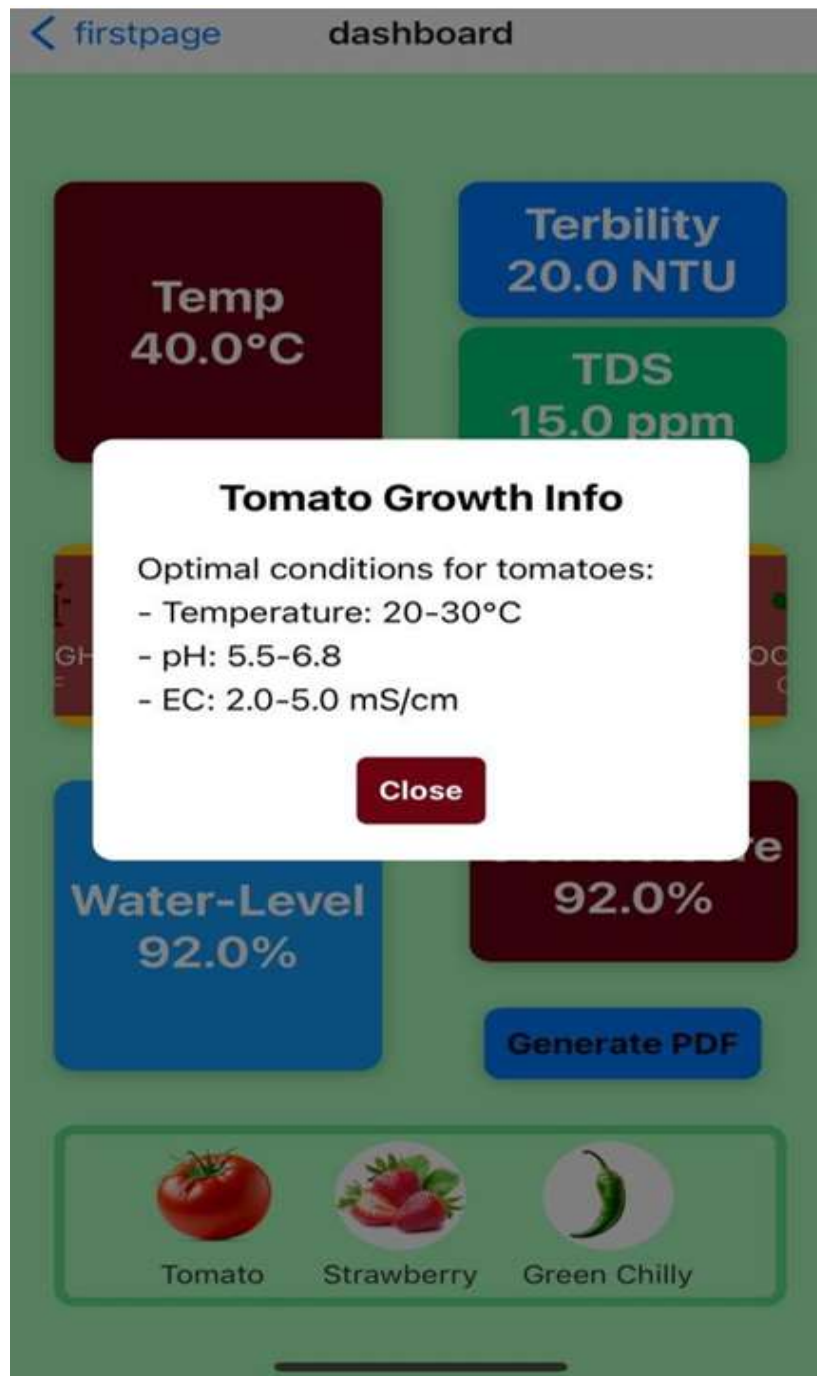 firstpage dashboard
Temp
40.0°C
Terbility
20.0 NTU
TDS
15.0 ppm
Tomato Growth Info
Optimal conditions for tomatoes:
- Temperature: 20-30°C
- pH: 5.5-6.8
- EC: 2.0-5.0 mS/cm
Close
Water-Level
92.0%
92.0%
Generate PDF
Tomato Strawberry Green Chilly